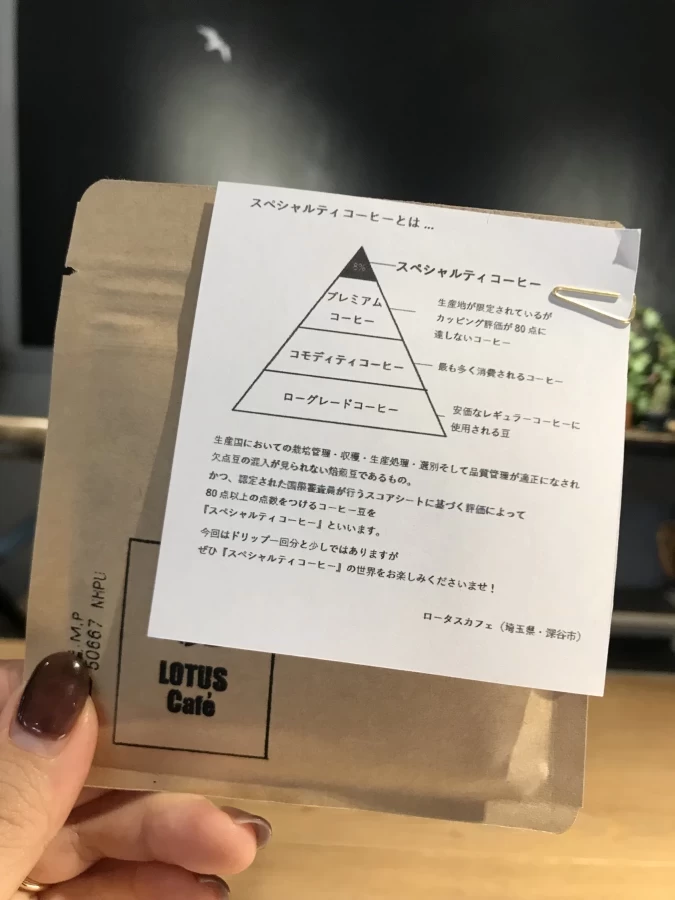 スペシャルティコーヒーとは ...
5%
スペシャルティコーヒー
プレミアム
コーヒー
生産地が限定されているが
カッピング評価が 80 点に
達しないコーヒー
コモディティコーヒー
最も多く消費されるコーヒー
ローグレードコーヒー
安価なレギュラーコーヒーに
使用される豆
生産国においての栽培管理・収穫・生産処理・選別そして品質管理が適正になされ
欠点豆の混入が見られない焙煎豆であるもの。
かつ、認定された国際審査員が行うスコアシートに基づく評価によって
80 点以上の点数をつけるコーヒー豆を
『スペシャルティコーヒー』といいます。
今回はドリップ一回分と少しではありますが
ぜひ『スペシャルティコーヒー』の世界をお楽しみくださいませ！
ロータスカフェ（埼玉県・深谷市）
.M.P
50667 NHPU
LOTUS
Café